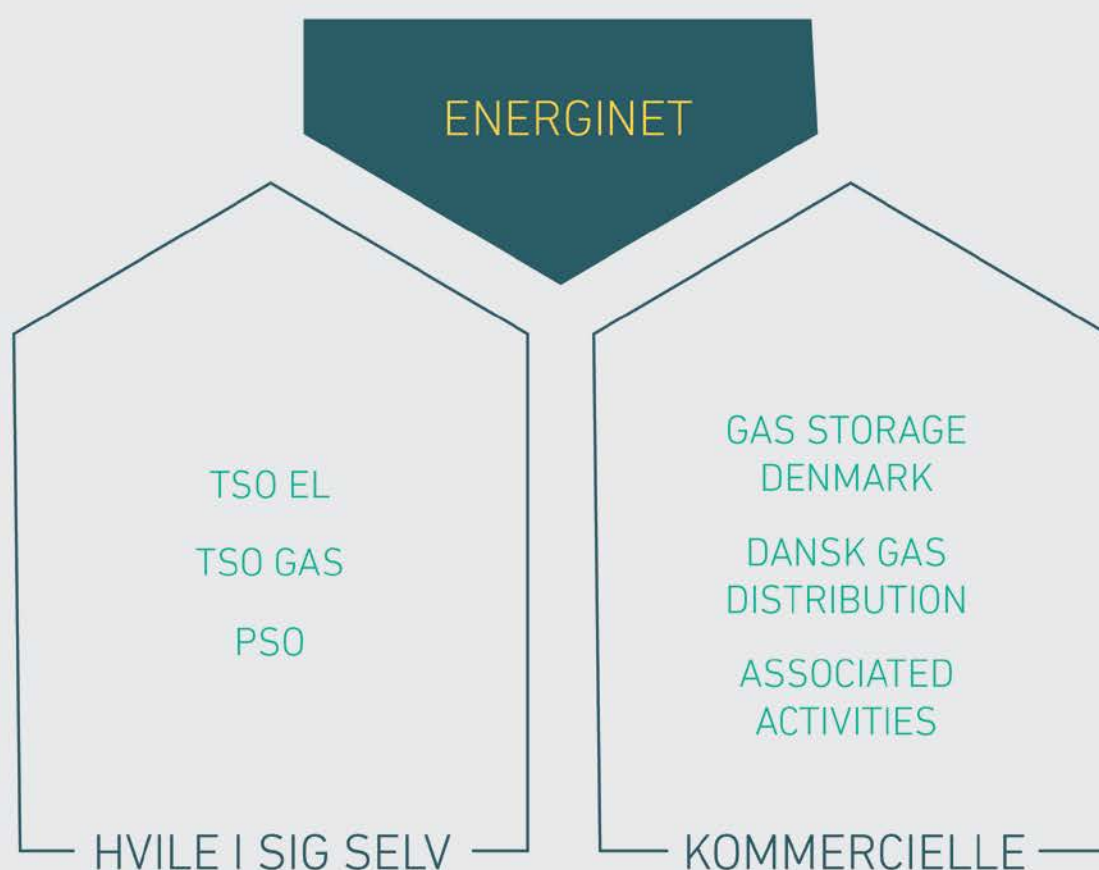 ENERGINET
TSO EL
TSO GAS
PSO
HVILE I SIG SELV
GAS STORAGE
DENMARK
DANSK GAS
DISTRIBUTION
ASSOCIATED
ACTIVITIES
KOMMERCIELLE